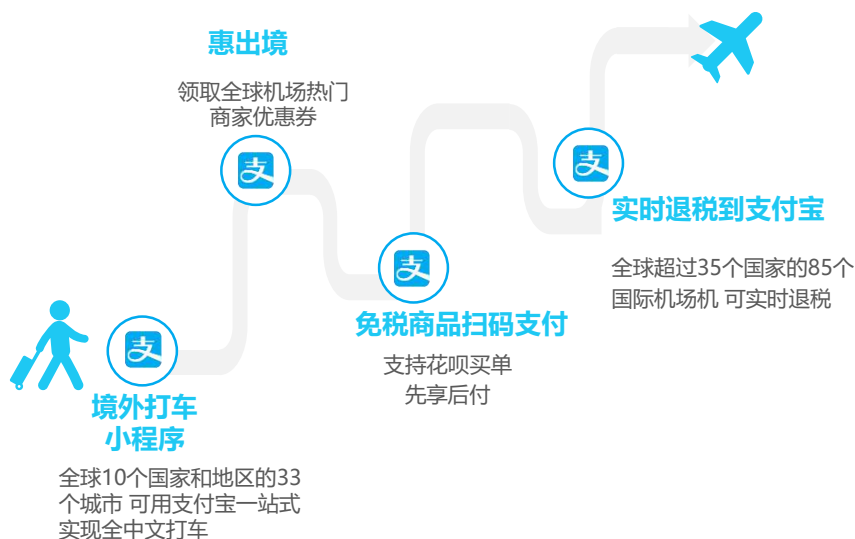 惠出境
领取全球机场热门
商家优惠券
支
支
实时退税到支付宝
全球超过35个国家的85个
国际机场机 可实时退税
支
免税商品扫码支付
支持花呗买单
先享后付
支
境外打车
小程序
全球10个国家和地区的33
个城市 可用支付宝一站式
实现全中文打车